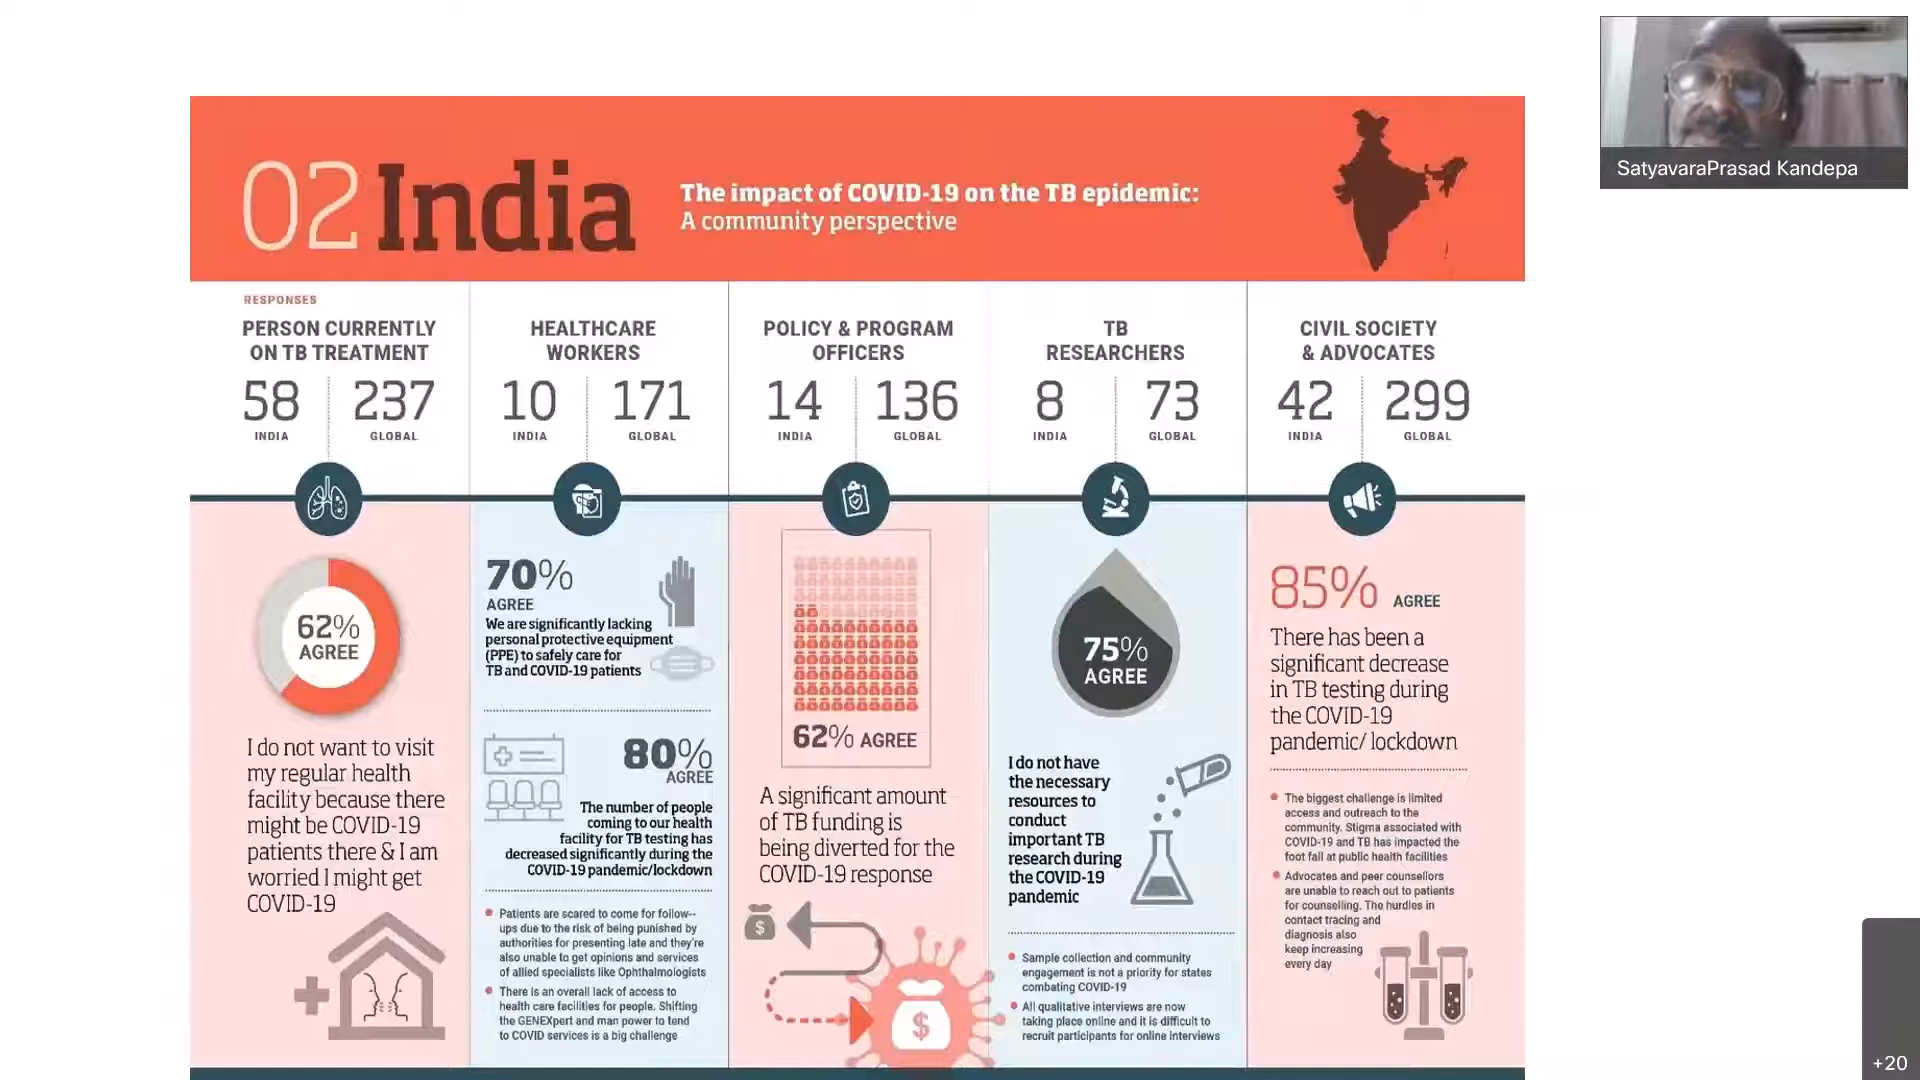 02 India
The impact of COVID-19 on the TB epidemic:
A community perspective
SatyavaraPrasad Kandepa
RESPONSES
PERSON CURRENTLY
ON TB TREATMENT
58
INDIA
237
GLOBAL
HEALTHCARE
WORKERS
10
INDIA
171
GLOBAL
POLICY & PROGRAM
OFFICERS
14
INDIA
136
GLOBAL
TB
RESEARCHERS
8
INDIA
73
GLOBAL
CIVIL SOCIETY
& ADVOCATES
42
INDIA
299
GLOBAL
62%
AGREE
I do not want to visit
my regular health
facility because there
might be COVID-19
patients there & I am
worried I might get
COVID-19
70%
AGREE
We are significantly lacking
personal protective equipment
(PPE) to safely care for
TB and COVID-19 patients
80%
AGREE
The number of people
coming to our health
facility for TB testing has
decreased significantly during the
COVID-19 pandemic/lockdown
• Patients are scared to come for follow--
ups due to the risk of being punished by
authorities for presenting late and they're
also unable to get opinions and services
of allied specialists like Ophthalmologists
• There is an overall lack of access to
health care facilities for people. Shifting
the GENEXpert and man power to tend
to COVID services is a big challenge
62% AGREE
A significant amount
of TB funding is
being diverted for the
COVID-19 response
$
$
75%
AGREE
I do not have
the necessary
resources to
conduct
important TB
research during
the COVID-19
pandemic
• Sample collection and community
engagement is not a priority for states
combating COVID-19
• All qualitative interviews are now
taking place online and it is difficult to
recruit participants for online interviews
85% AGREE
There has been a
significant decrease
in TB testing during
the COVID-19
pandemic/ lockdown
• The biggest challenge is limited
access and outreach to the
community. Stigma associated with
COVID-19 and TB has impacted the
foot fall at public health facilities
• Advocates and peer counsellors
are unable to reach out to patients
for counselling. The hurdles in
contact tracing and
diagnosis also
keep increasing
every day
+20